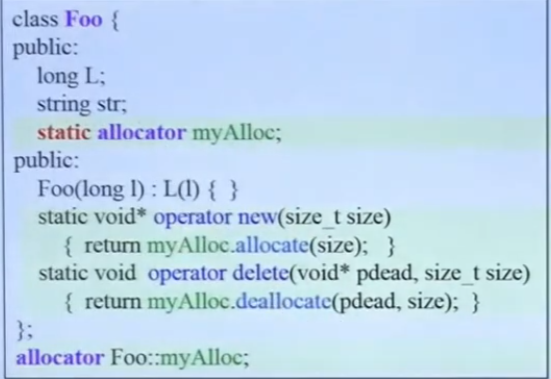 class Foo {
public:
long L;
string str;
static allocator myAlloc;
public:
Foo(long l) : L(l) { }
static void* operator new(size_t size)
{ return myAlloc.allocate(size); }
static void operator delete(void* pdead, size_t size)
{ return myAlloc.deallocate(pdead, size); }
};
allocator Foo::myAlloc;